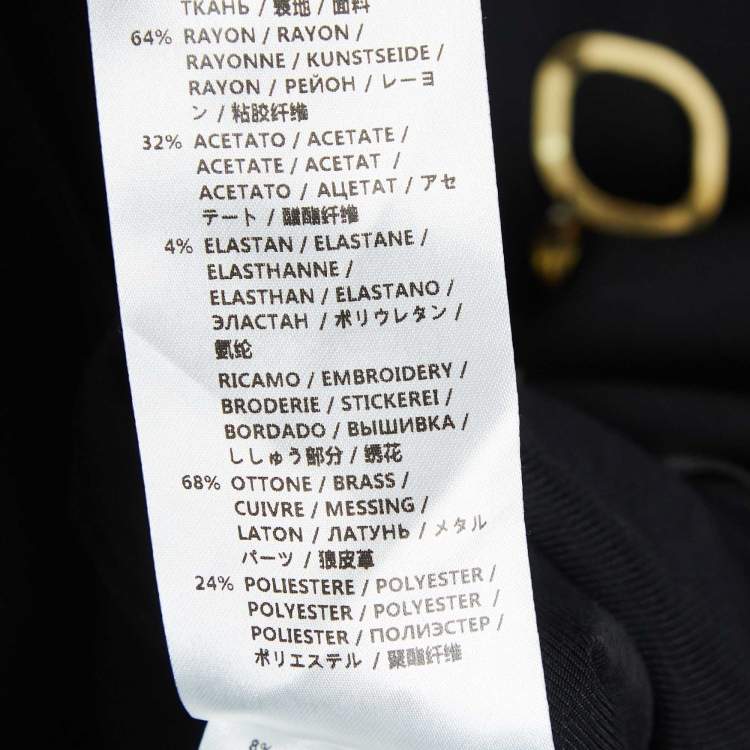 ТКАНЬ / 表地 / 面料
64% RAYON / RAYON /
RAYONNE / KUNSTSEIDE /
RAYON / РЕЙОН / レーヨ
ン / 粘胶纤维
32% ACETATO / ACETATE /
ACETATE / ACETAT /
ACETATO / АЦЕТАТ / アセ
テート / 醋酯纤维
4% ELASTAN / ELASTANE /
ELASTHANNE /
ELASTHAN / ELASTANO /
ЭЛАСТАН / ポリウレタン /
氨纶
RICAMO / EMBROIDERY /
BRODERIE / STICKEREI /
BORDADO / ВЫШИВКА /
ししゅう部分 / 绣花
68% OTTONE / BRASS /
CUIVRE / MESSING /
LATON / ЛАТУНЬ / メタル
パーツ / 狼皮革
24% POLIESTERE / POLYESTER /
POLYESTER / POLYESTER /
POLIESTER / ПОЛИЭСТЕР /
ポリエステル / 聚酯纤维
8%